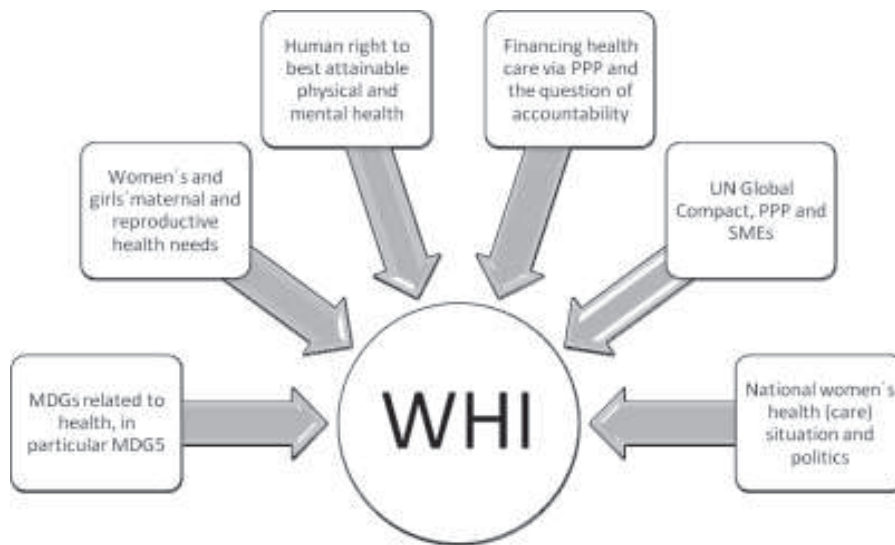 Human right to
best attainable
physical and
mental health
Financing health
care via PPP and
the question of
accountability
Women´s and
girls´maternal and
reproductive
health needs
UN Global
Compact, PPP and
SMEs
MDGs related to
health, in
particular MDG5
WHI
National women´s
health (care)
situation and
politics